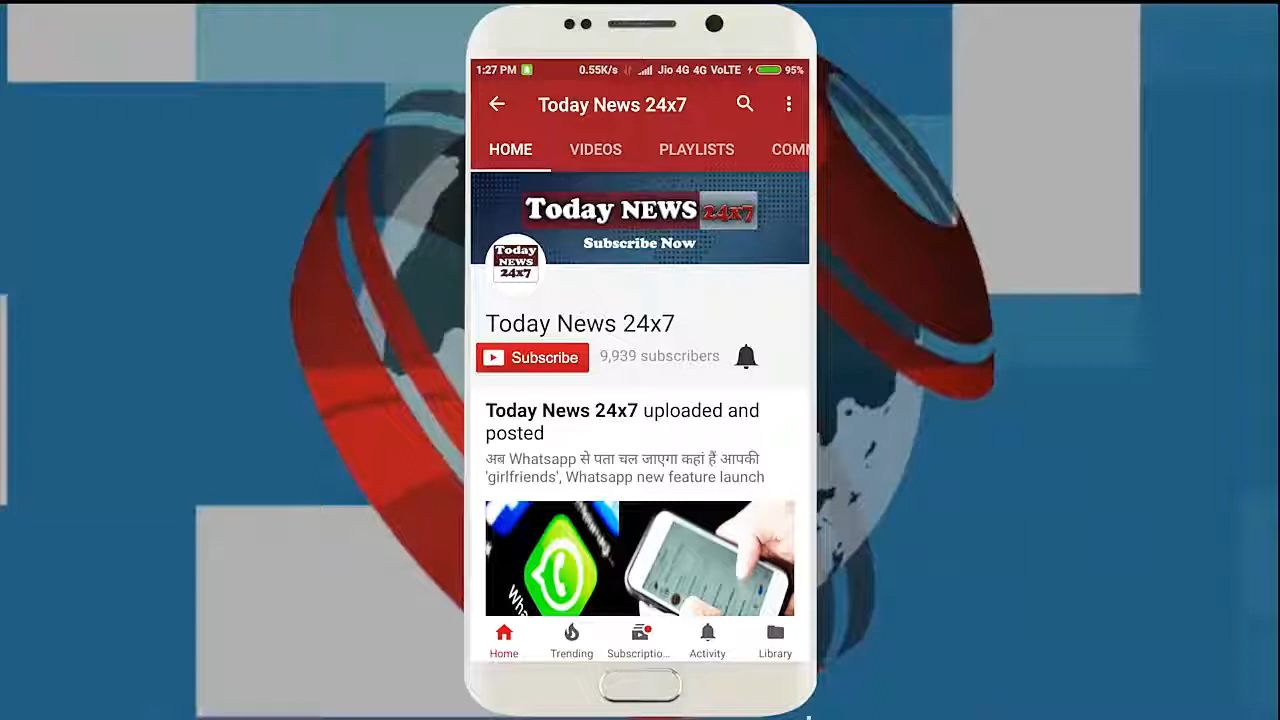 1:27 PM 0.55K/s Jio 4G 4G VoLTE 95%
Today News 24x7
HOME VIDEOS PLAYLISTS COMM
Today NEWS 24x7
Subscribe Now
Today
NEWS
24x7
Today News 24x7
Subscribe 9,939 subscribers
Today News 24x7 uploaded and
posted
अब Whatsapp से पता चल जाएगा कहां हैं आपकी
'girlfriends', Whatsapp new feature launch
Home Trending Subscriptio... Activity Library